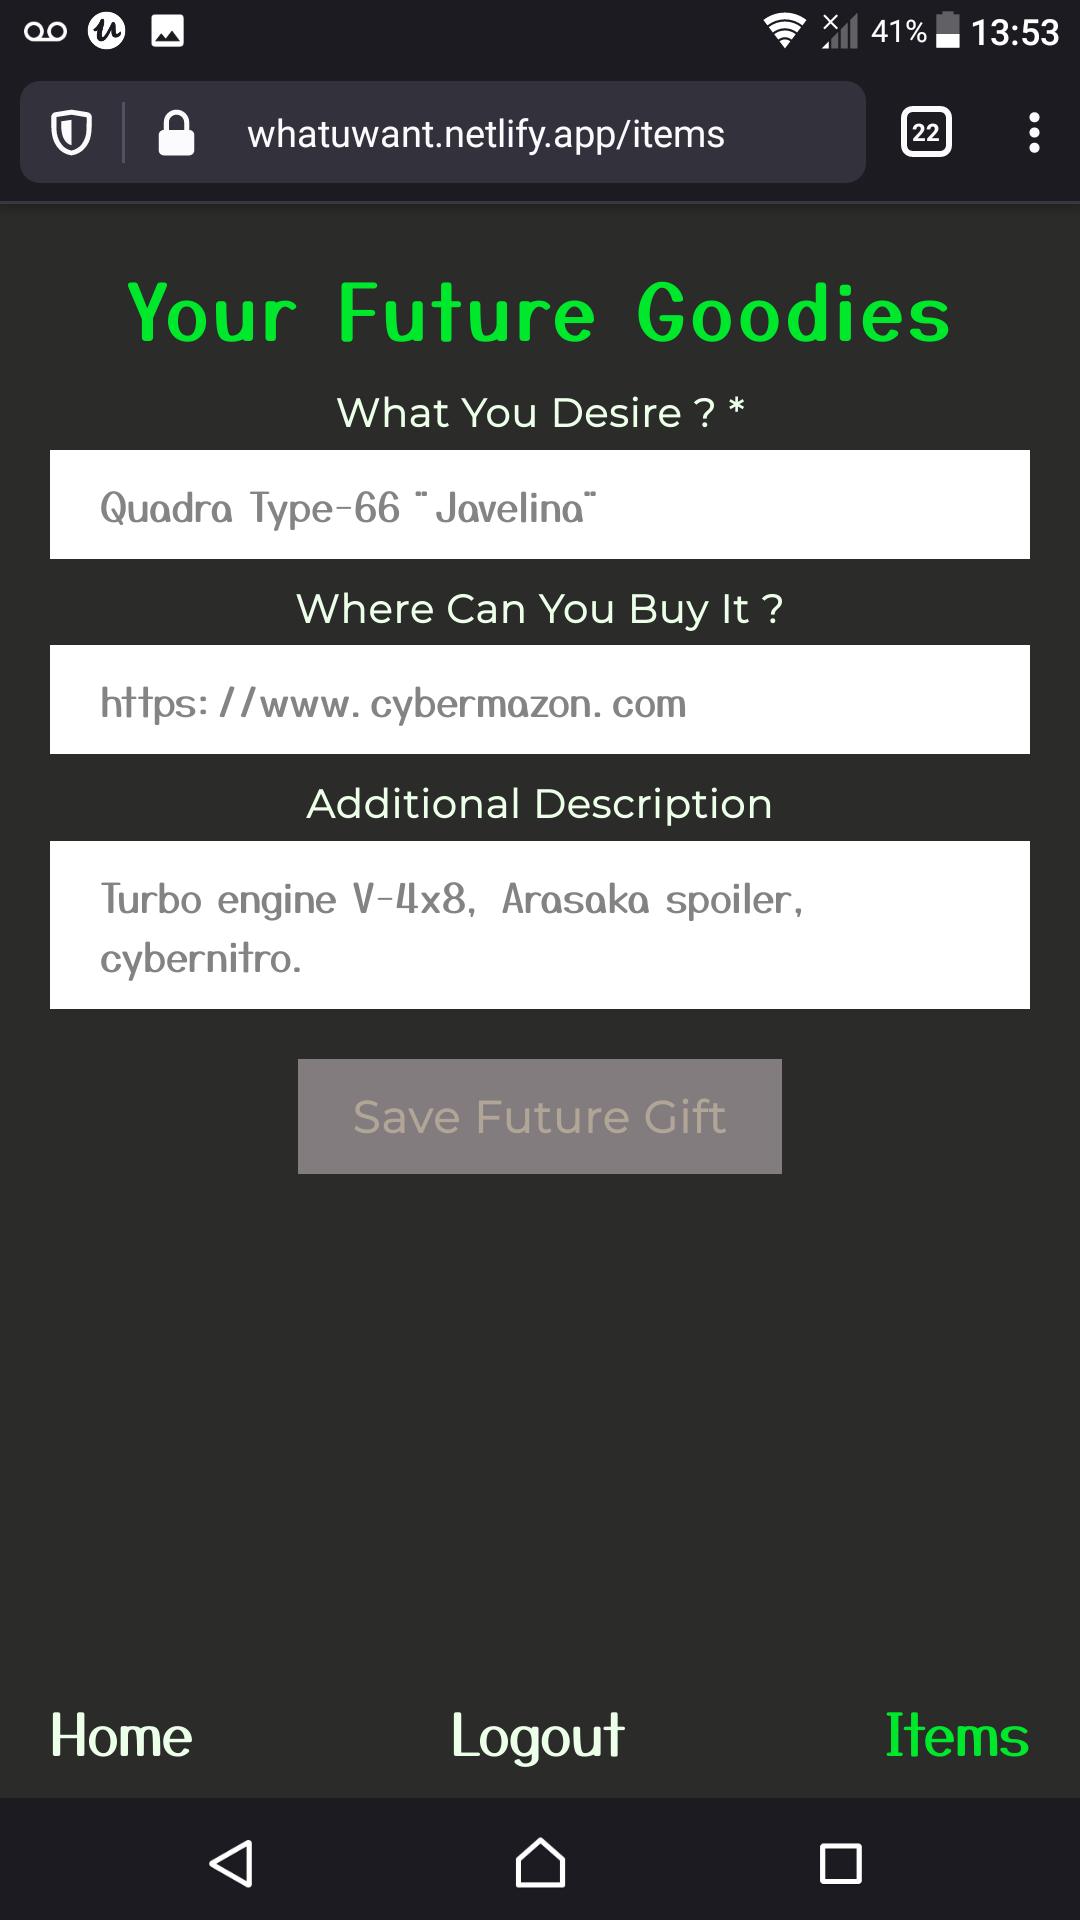 41% 13:53
whatuwant.netlify.app/items 22
Your Future Goodies
What You Desire ? *
Quadra Type-66 "Javelina"
Where Can You Buy It ?
https://www.cybermazon.com
Additional Description
Turbo engine V-4x8, Arasaka spoiler,
cybernitro.
Save Future Gift
Home Logout Items